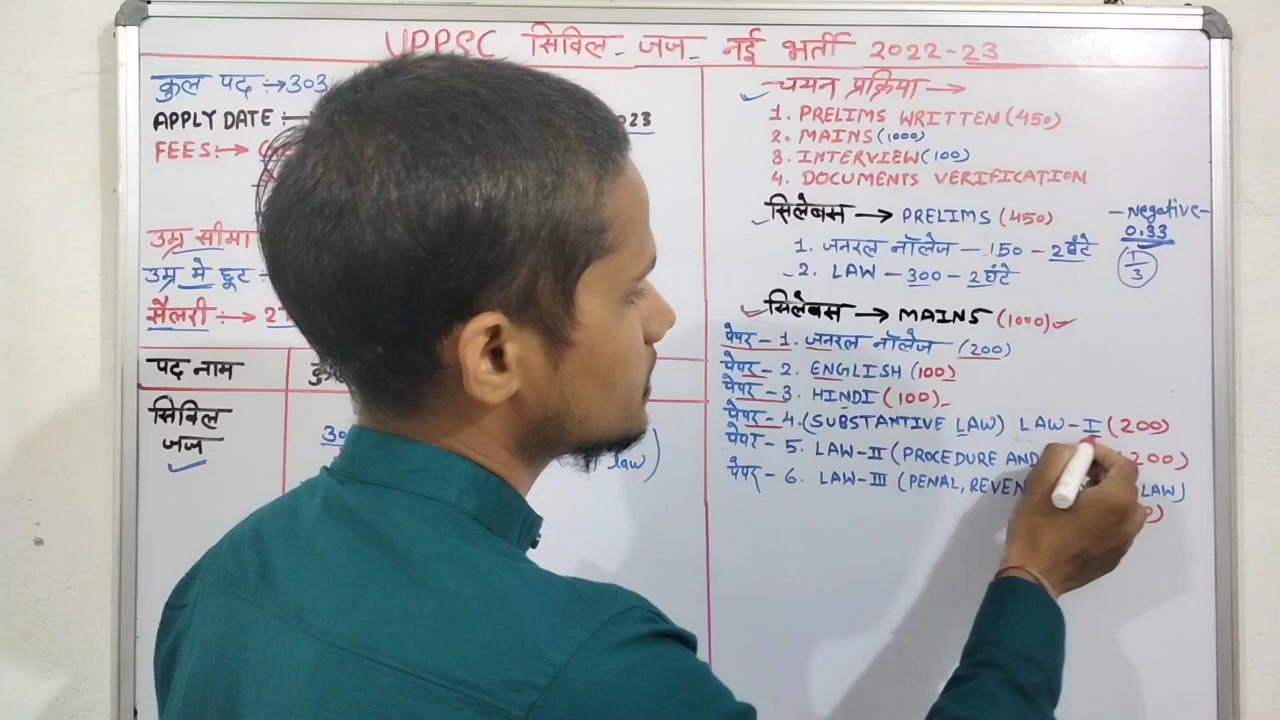 UPPSC सिविल - जज - नई भर्ती 2022-23
कुल पद :→ 303
APPLY DATE :→ 023
FEES:→
उम्र सीमा
उम्र मे छूट
सैलरी :→ 27
पद नाम
सिविल जज
30
law)
चयन प्रक्रिया →
1. PRELIMS WRITTEN (450)
2. MAINS (1000)
3. INTERVIEW (100)
4. DOCUMENTS VERIFICATION
सिलेबस → PRELIMS (450)
- Negative -
0.33
1/3
1. जनरल नॉलेज - 150 - 2 घंटे
2. LAW - 300 - 2 घंटे
सिलेबस → MAINS (1000)
पेपर - 1. जनरल नॉलेज (200)
पेपर - 2. ENGLISH (100)
पेपर - 3. HINDI (100)
पेपर - 4. (SUBSTANTIVE LAW) LAW-I (200)
पेपर - 5. LAW-II (PROCEDURE AND 200)
पेपर - 6. LAW-III (PENAL, REVEN LAW)